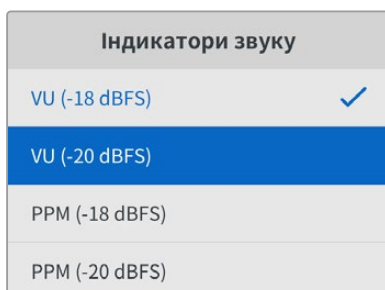 Індикатори звуку
VU (-18 dBFS)
VU (-20 dBFS)
PPM (-18 dBFS)
PPM (-20 dBFS)